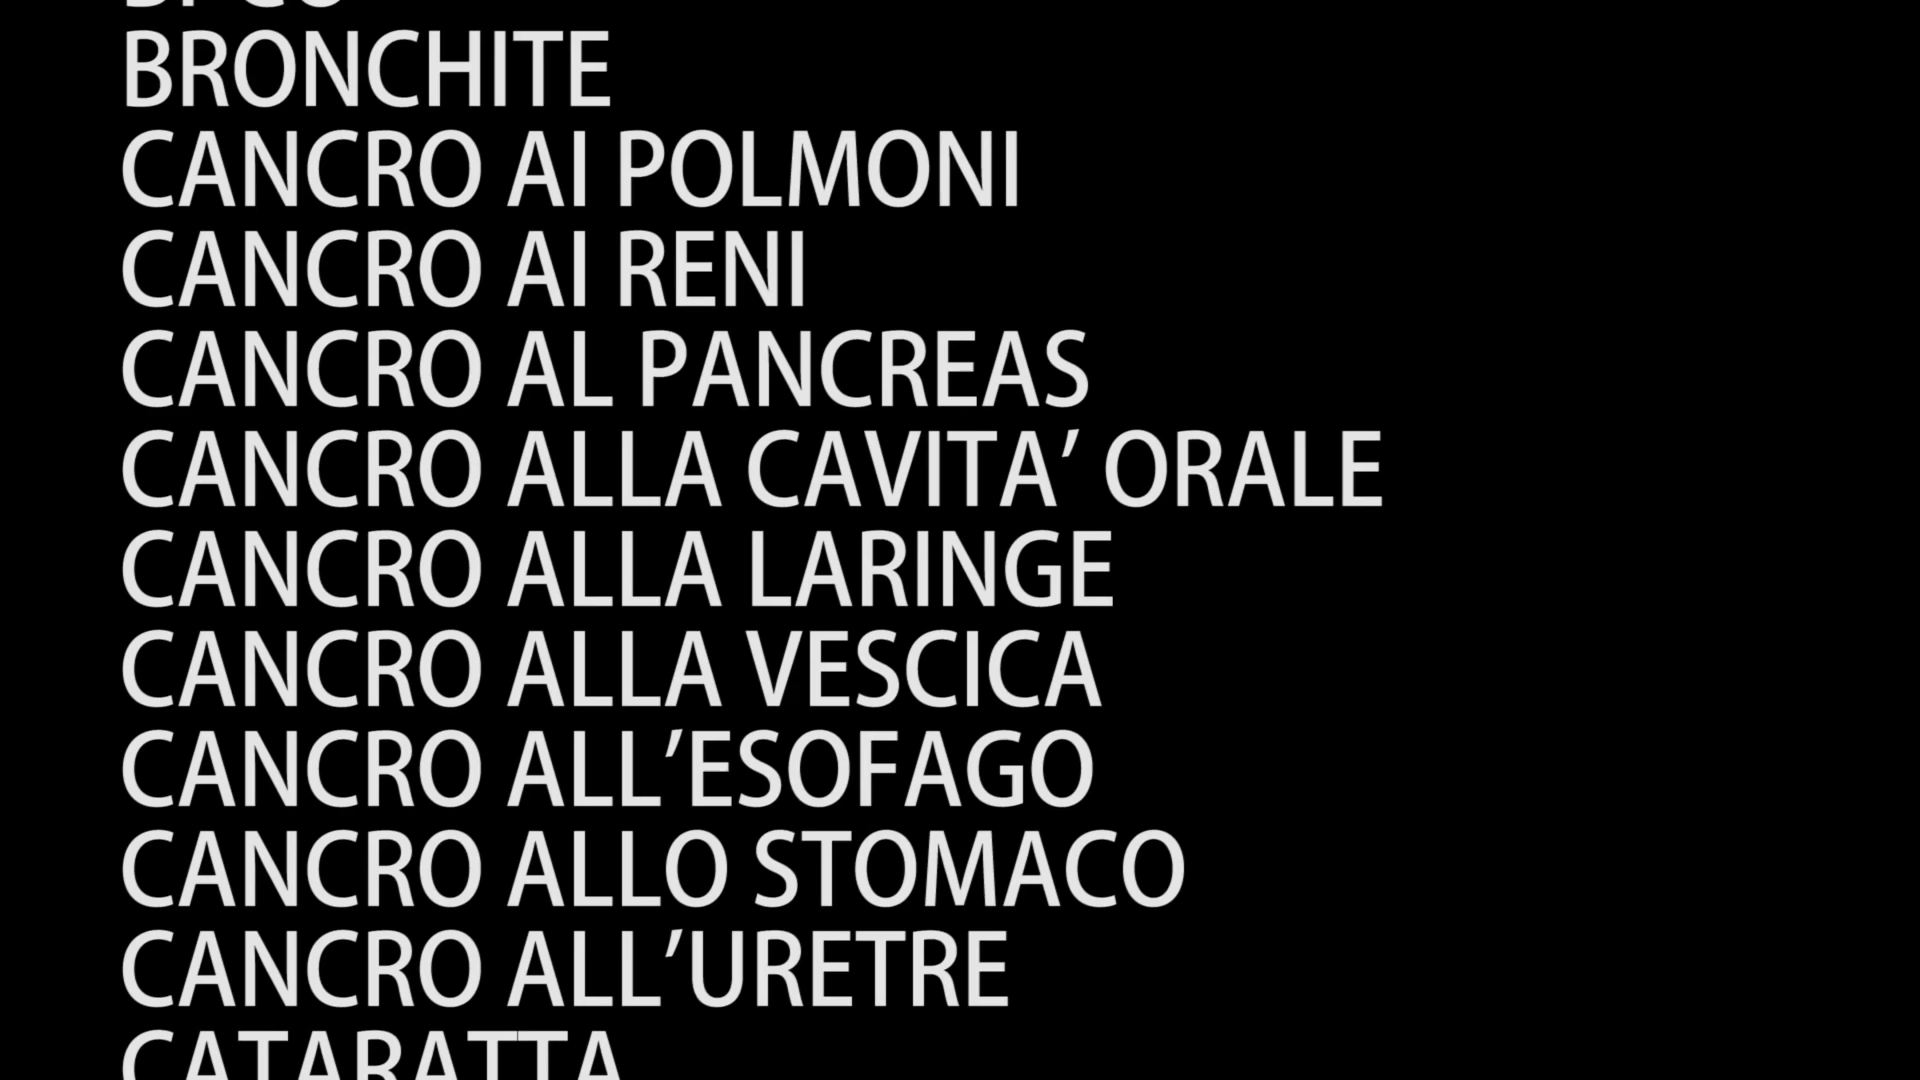 BRONCHITE
CANCRO AI POLMONI
CANCRO AI RENI
CANCRO AL PANCREAS
CANCRO ALLA CAVITA’ ORALE
CANCRO ALLA LARINGE
CANCRO ALLA VESCICA
CANCRO ALL’ESOFAGO
CANCRO ALLO STOMACO
CANCRO ALL’URETRE
CATARATTA